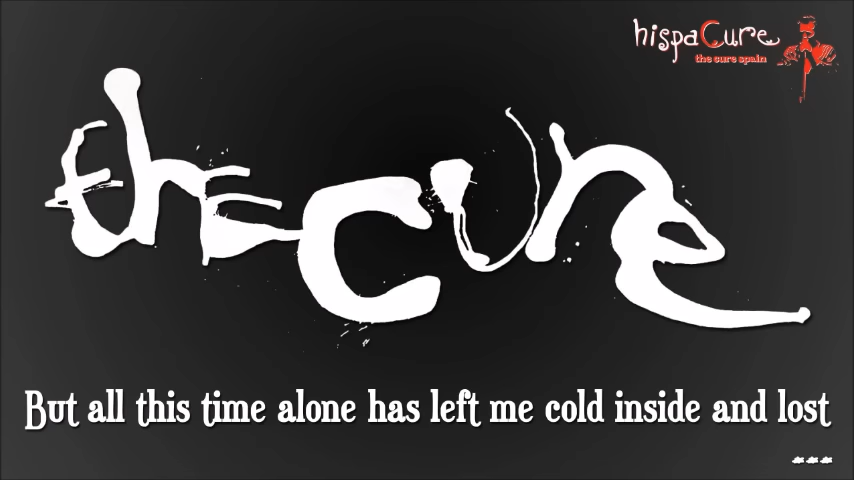 hispaCure
the cure spain
the cure
But all this time alone has left me cold inside and lost
...